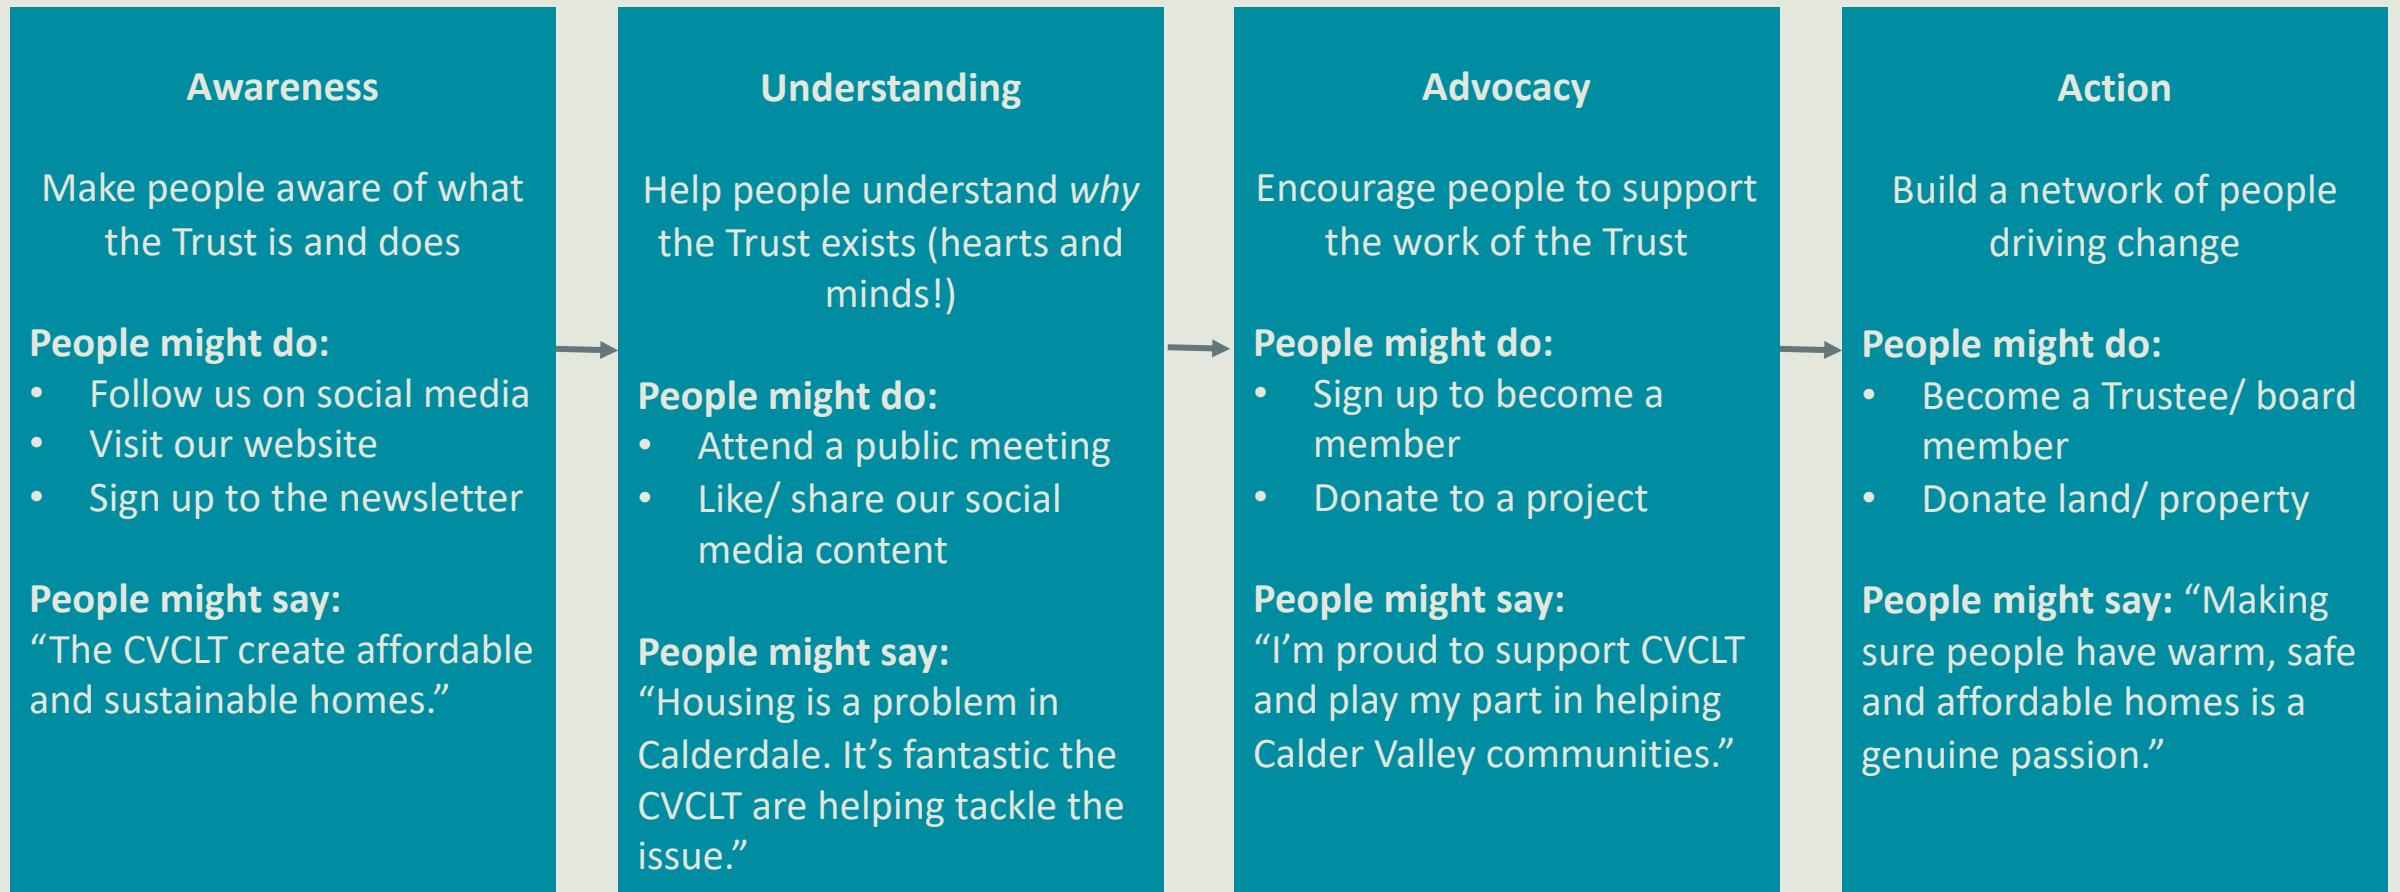 Awareness
Make people aware of what
the Trust is and does
People might do:
• Follow us on social media
• Visit our website
• Sign up to the newsletter
People might say:
“The CVCLT create affordable
and sustainable homes.”
Understanding
Help people understand why
the Trust exists (hearts and
minds!)
People might do:
• Attend a public meeting
• Like/ share our social
media content
People might say:
“Housing is a problem in
Calderdale. It’s fantastic the
CVCLT are helping tackle the
issue.”
Advocacy
Encourage people to support
the work of the Trust
People might do:
• Sign up to become a
member
• Donate to a project
People might say:
“I’m proud to support CVCLT
and play my part in helping
Calder Valley communities.”
Action
Build a network of people
driving change
People might do:
• Become a Trustee/ board
member
• Donate land/ property
People might say: “Making
sure people have warm, safe
and affordable homes is a
genuine passion.”